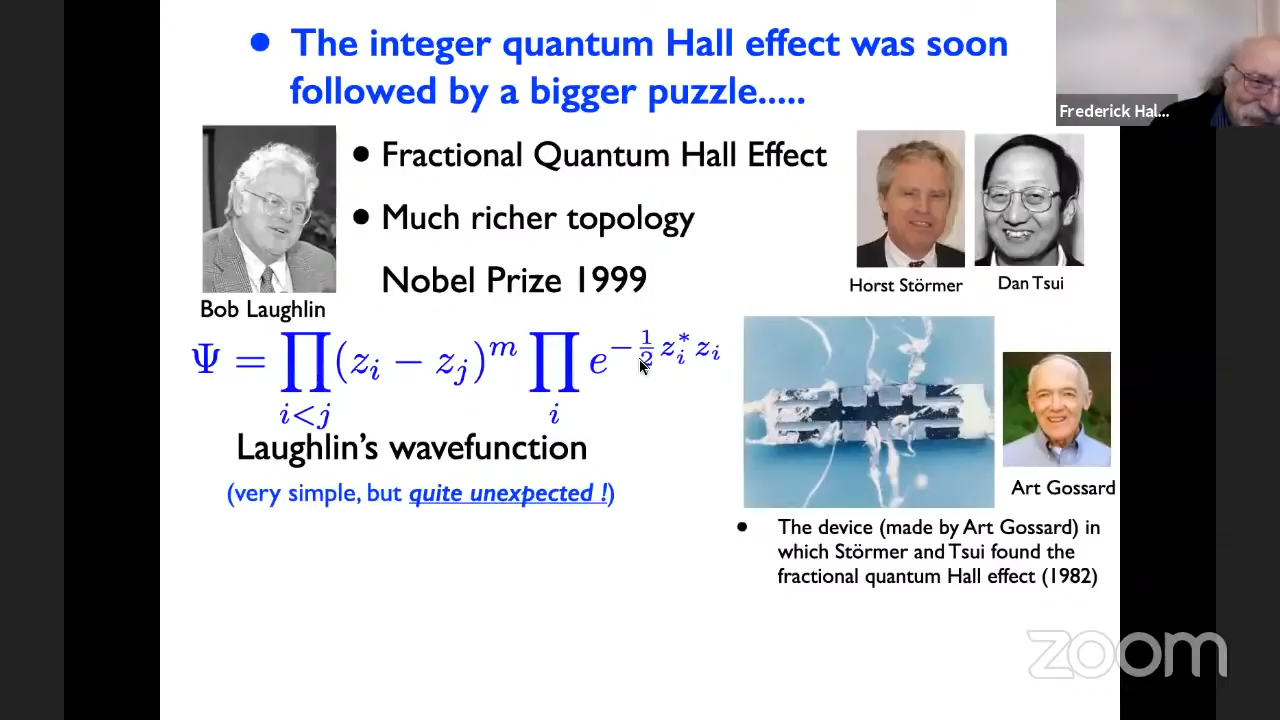 • The integer quantum Hall effect was soon
followed by a bigger puzzle.....
Frederick Hal...
• Fractional Quantum Hall Effect
• Much richer topology
Nobel Prize 1999
Bob Laughlin
Horst Störmer
Dan Tsui
Ψ = ∏_{i<j} (z_i − z_j)^m ∏_i e^{−½ z_i^* z_i}
Laughlin's wavefunction
(very simple, but quite unexpected !)
Art Gossard
• The device (made by Art Gossard) in
which Störmer and Tsui found the
fractional quantum Hall effect (1982)
zoom